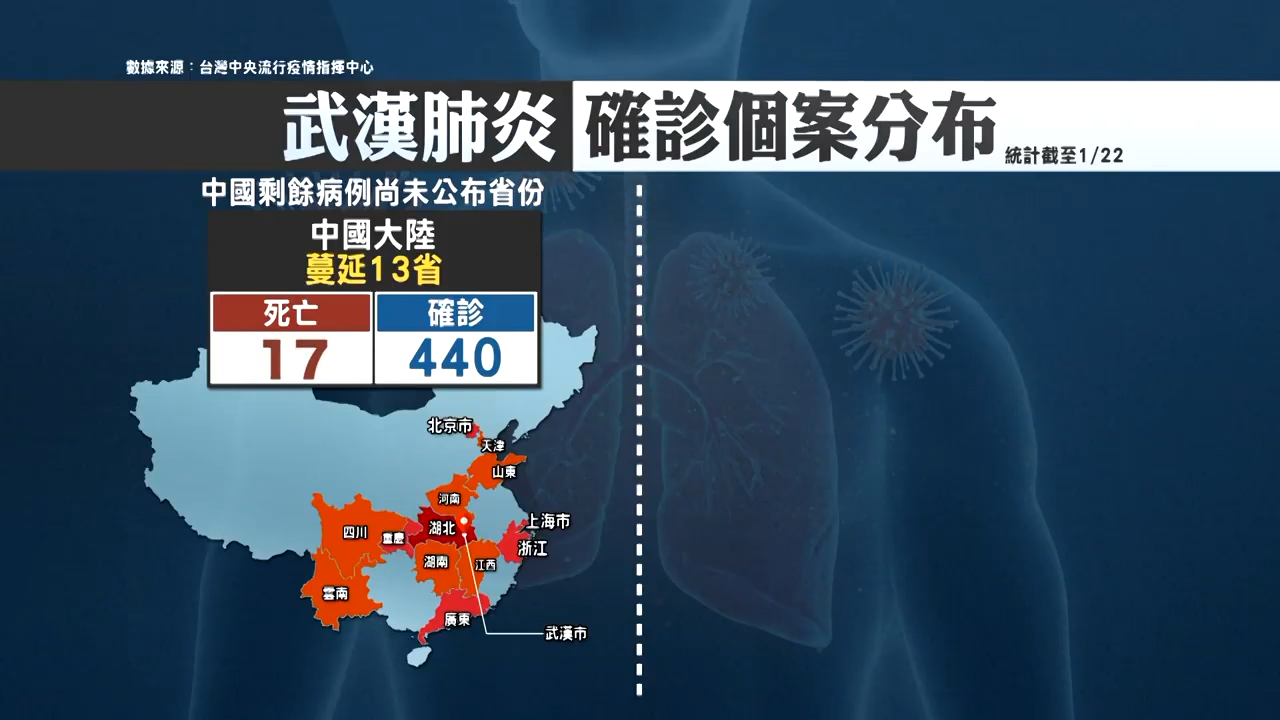 數據來源：台灣中央流行疫情指揮中心
武漢肺炎 確診個案分布
統計截至1/22
中國剩餘病例尚未公布省份
中國大陸
蔓延13省
死亡 確診
17 440
北京市
天津
山東
河南
四川 重慶 湖北 上海市
浙江
湖南 江西
雲南
廣東
武漢市